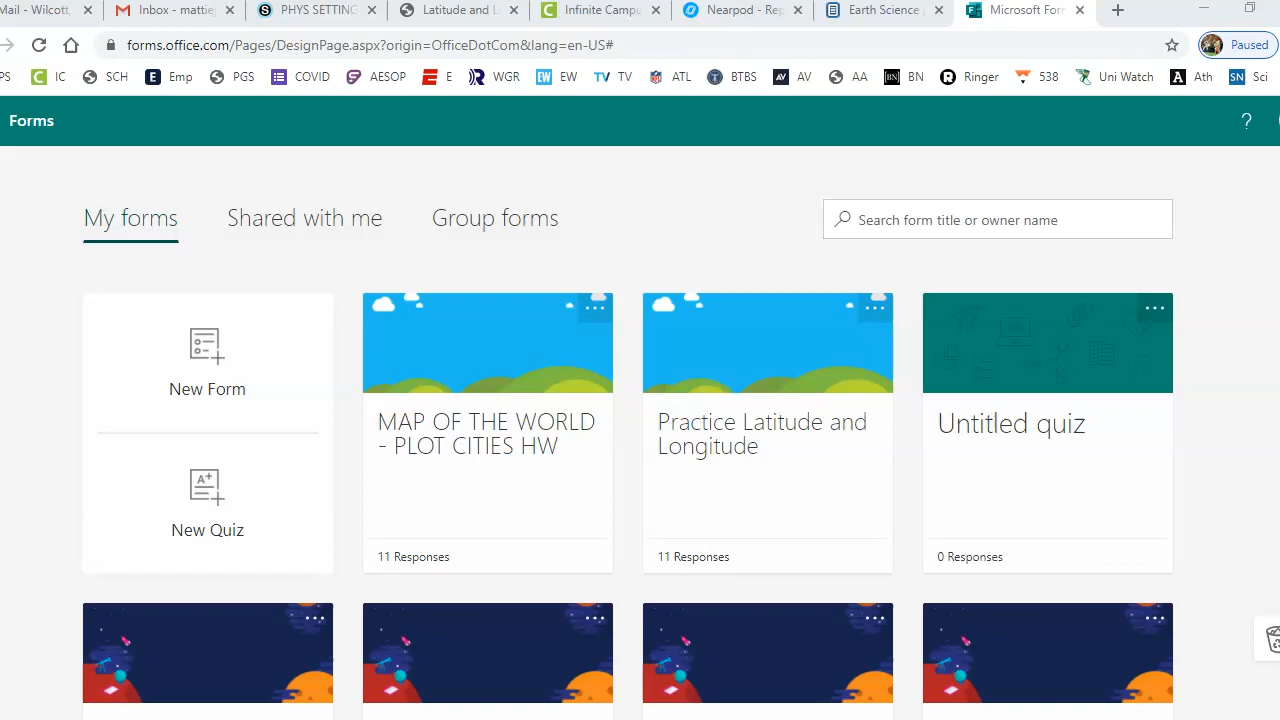 Mail - Wilcott,
Inbox - mattiej
PHYS SETTING
Latitude and L
Infinite Campu
Nearpod - Rep
Earth Science
Microsoft Form
forms.office.com/Pages/DesignPage.aspx?origin=OfficeDotCom&lang=en-US#
Paused
PS IC SCH Emp PGS COVID AESOP E WGR EW TV ATL STBS AV AA BN Ringer 538 Uni Watch Ath Sci
Forms
?
My forms Shared with me Group forms
Search form title or owner name
New Form
New Quiz
MAP OF THE WORLD
- PLOT CITIES HW
11 Responses
Practice Latitude and
Longitude
11 Responses
Untitled quiz
0 Responses